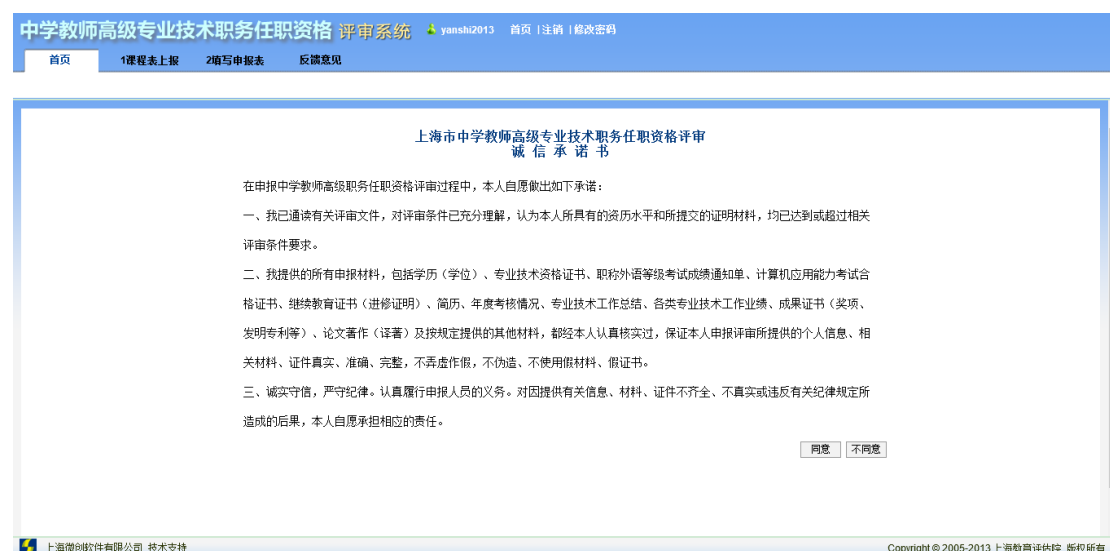 中学教师高级专业技术职务任职资格 评审系统 yanshi2013 首页 | 注销 | 修改密码
首页 1课程表上报 2填写申报表 反馈意见
上海市中学教师高级专业技术职务任职资格评审
诚 信 承 诺 书
在申报中学教师高级职务任职资格评审过程中，本人自愿做出如下承诺：
一、我已通读有关评审文件，对评审条件已充分理解，认为本人所具有的资历水平和所提交的证明材料，均已达到或超过相关
评审条件要求。
二、我提供的所有申报材料，包括学历（学位）、专业技术资格证书、职称外语等级考试成绩通知单、计算机应用能力考试合
格证书、继续教育证书（进修证明）、简历、年度考核情况、专业技术工作总结、各类专业技术工作业绩、成果证书（奖项、
发明专利等）、论文著作（译著）及按规定提供的其他材料，都经本人认真核实过，保证本人申报评审所提供的个人信息、相
关材料、证件真实、准确、完整，不弄虚作假，不伪造、不使用假材料、假证书。
三、诚实守信，严守纪律。认真履行申报人员的义务。对因提供有关信息、材料、证件不齐全、不真实或违反有关纪律规定所
造成的后果，本人自愿承担相应的责任。
同意 不同意
上海微创软件有限公司 技术支持 Copyright © 2005-2013 上海教育评估院 版权所有